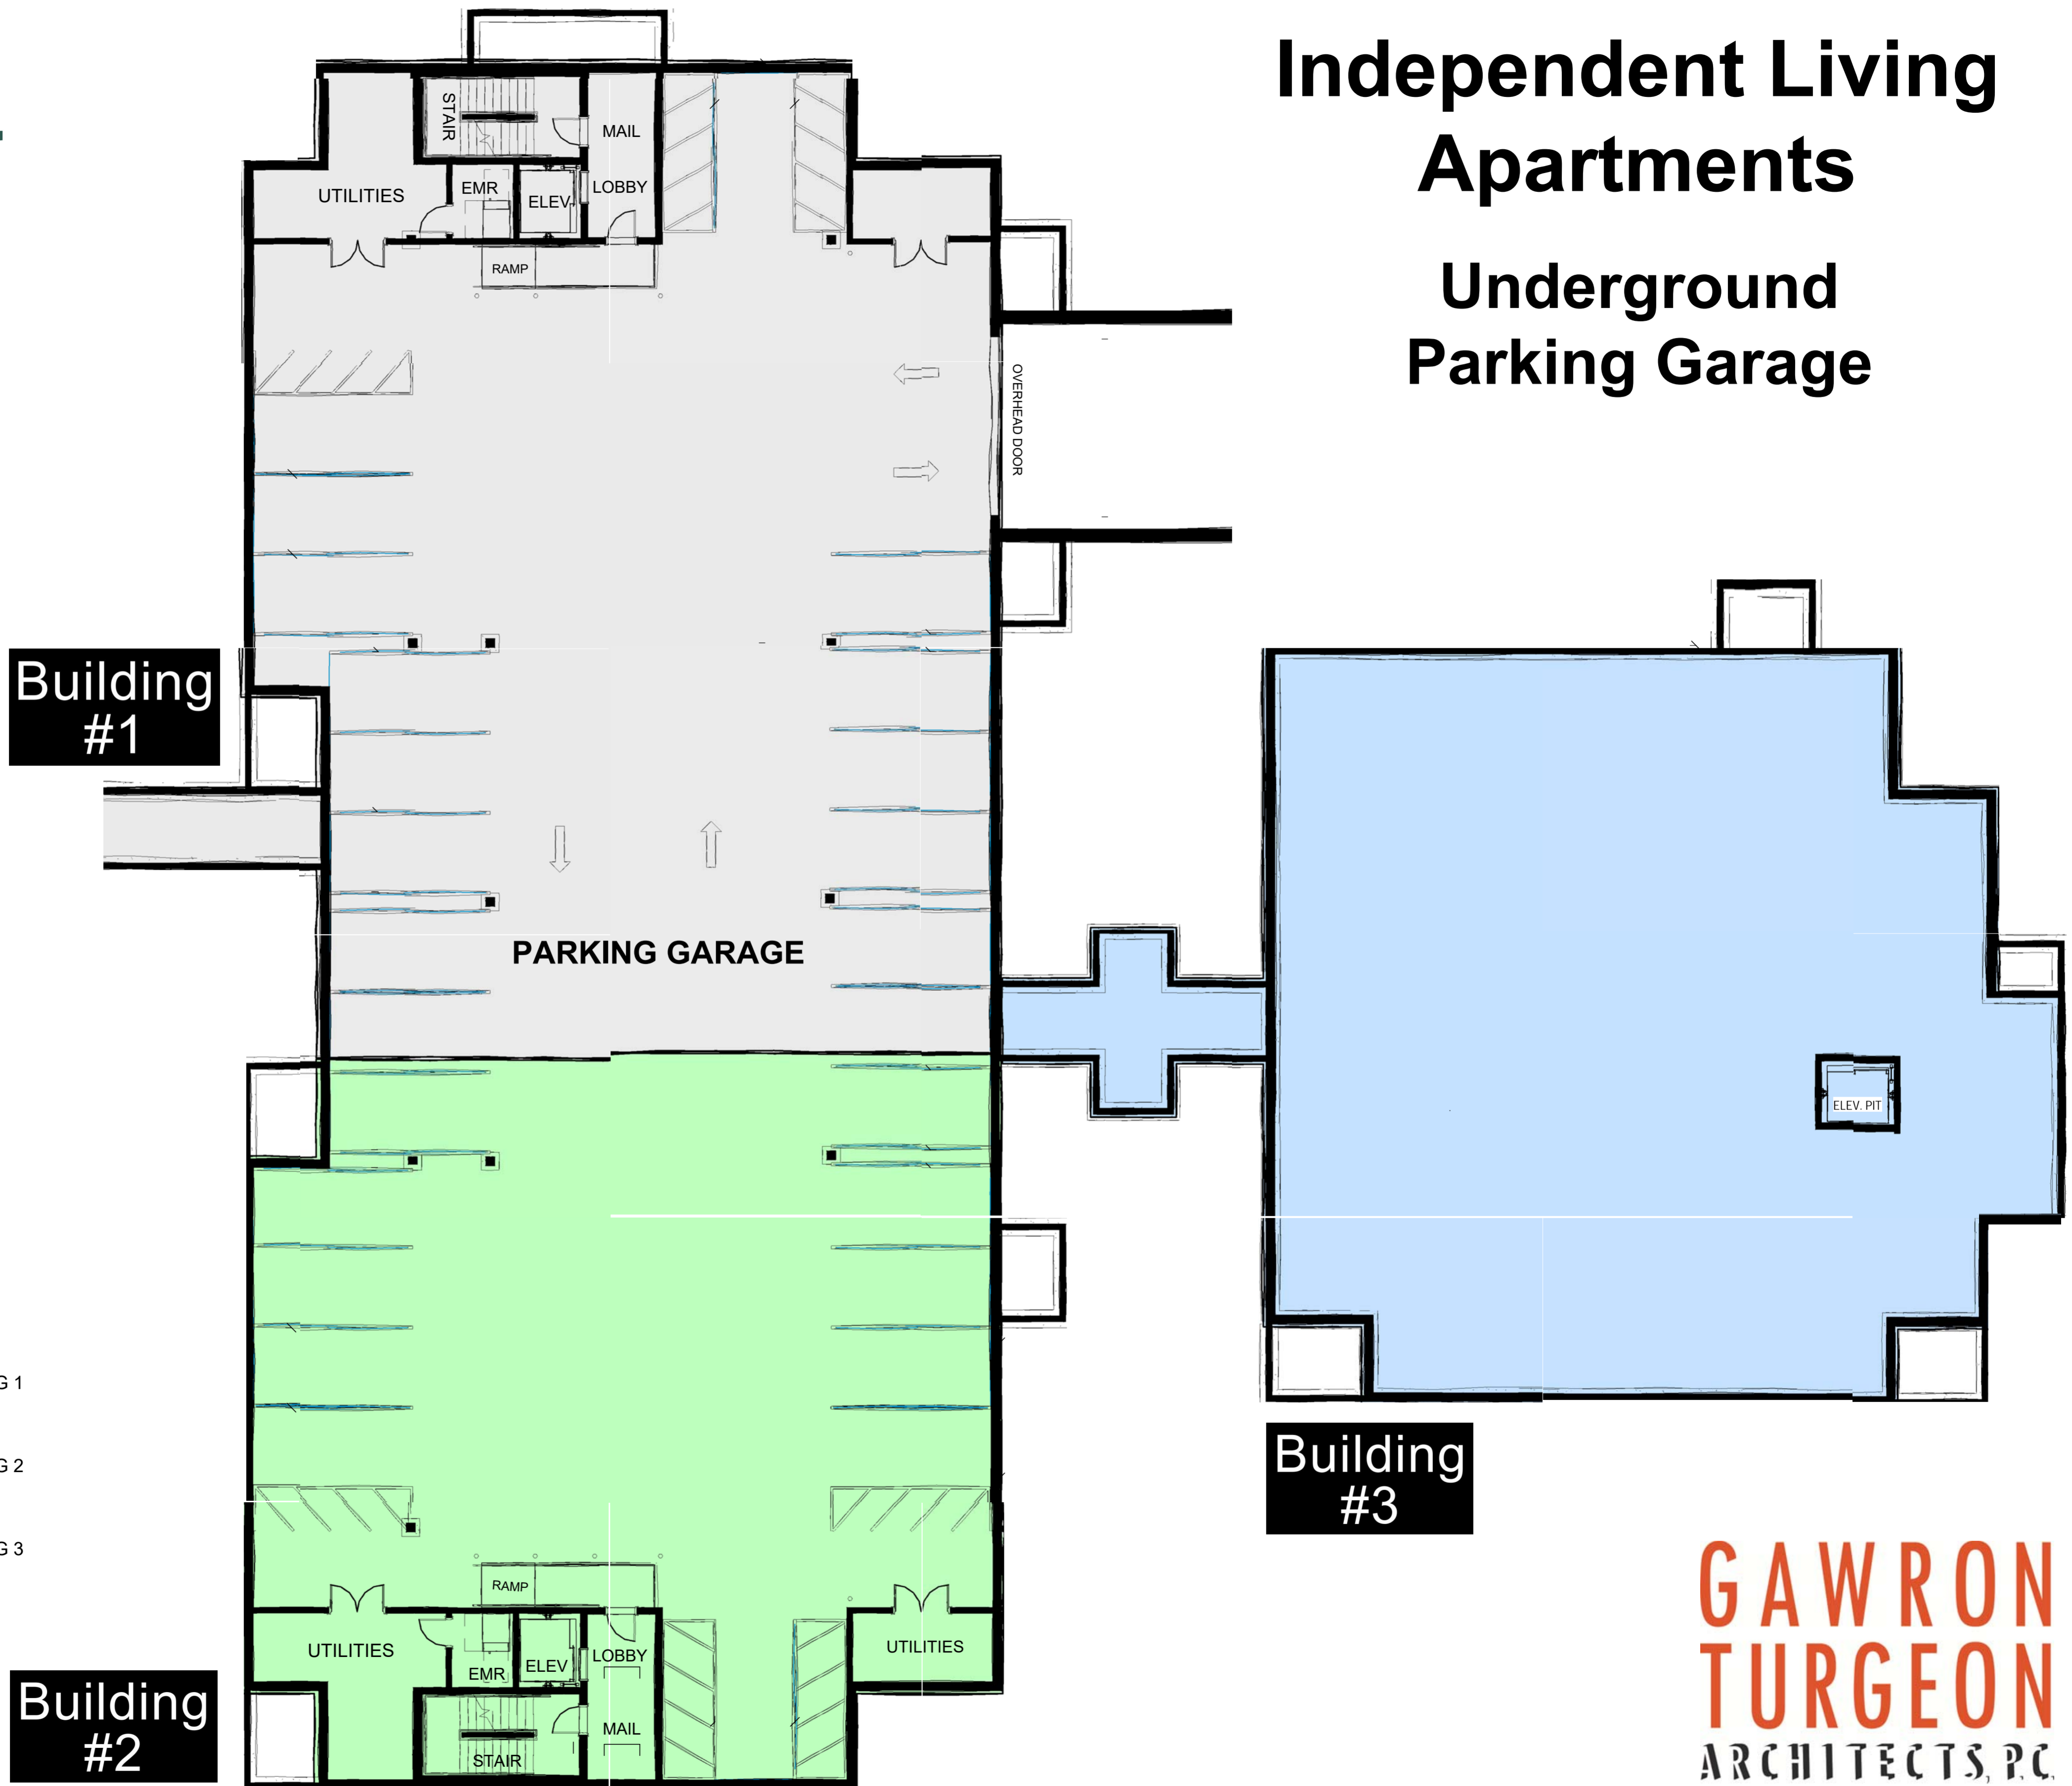 Independent Living
Apartments
Underground
Parking Garage
STAIR
MAIL
UTILITIES
EMR
ELEV
LOBBY
RAMP
OVERHEAD DOOR
Building
#1
PARKING GARAGE
ELEV. PIT
G 1
G 2
G 3
Building
#3
RAMP
UTILITIES
EMR
ELEV
LOBBY
UTILITIES
MAIL
STAIR
Building
#2
GAWRON
TURGEON
ARCHITECTS, P.C.